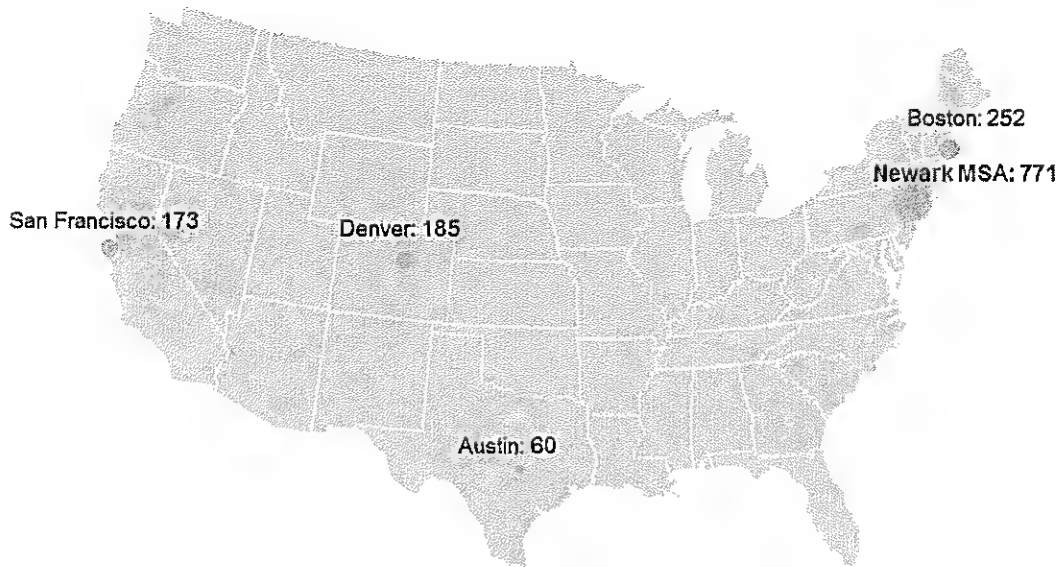 Boston: 252
Newark MSA: 771
San Francisco: 173
Denver: 185
Austin: 60